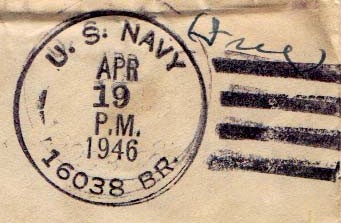 U. S. NAVY
APR
19
P.M.
1946
16038 BR.
Free